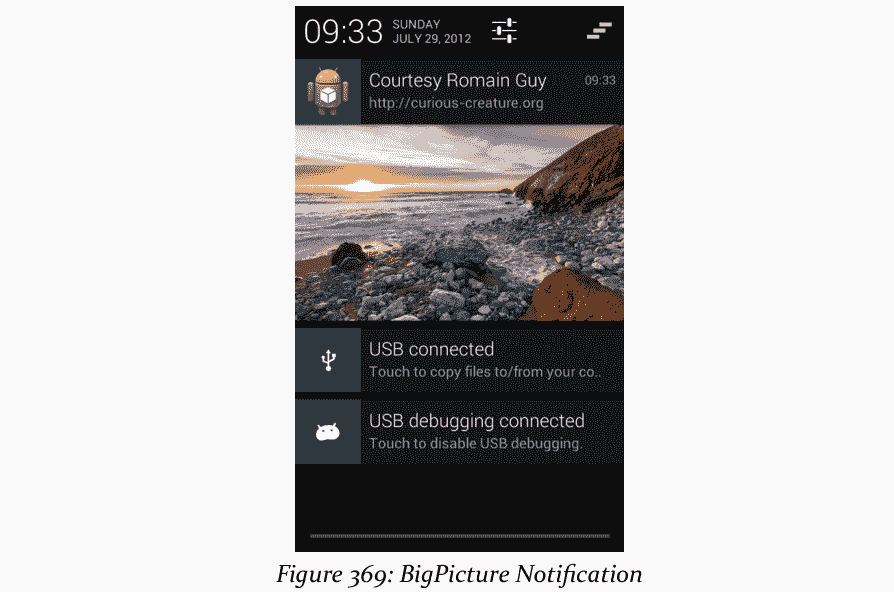 09:33
SUNDAY
JULY 29, 2012
Courtesy Romain Guy
09:33
http://curious-creature.org
USB connected
Touch to copy files to/from your co..
USB debugging connected
Touch to disable USB debugging.
Figure 369: BigPicture Notification